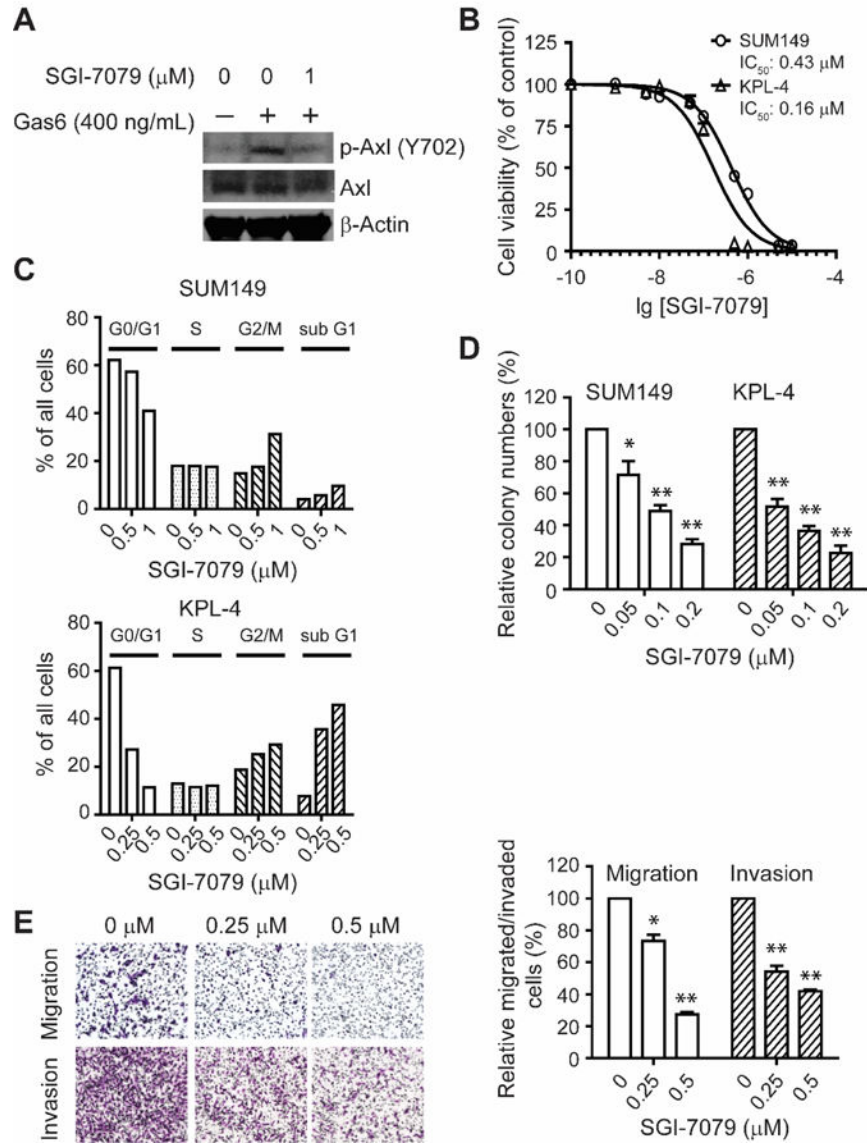 A
SGI-7079 (μM) 0 0 1
Gas6 (400 ng/mL) – + +
p-Axl (Y702)
Axl
β-Actin
B
Cell viability (% of control)
125
100
75
50
25
0
-10 -8 -6 -4
lg [SGI-7079]
SUM149
IC50: 0.43 μM
KPL-4
IC50: 0.16 μM
C
SUM149
% of all cells
80
60
40
20
0
G0/G1 S G2/M sub G1
0 0.5 1 0 0.5 1 0 0.5 1 0 0.5 1
SGI-7079 (μM)
KPL-4
% of all cells
60
40
20
0
G0/G1 S G2/M sub G1
0 0.25 0.5 0 0.25 0.5 0 0.25 0.5 0 0.25 0.5
SGI-7079 (μM)
D
Relative colony numbers (%)
120
100
80
60
40
20
0
SUM149 KPL-4
* ** ** ** ** **
0 0.05 0.1 0.2 0 0.05 0.1 0.2
SGI-7079 (μM)
E
0 μM 0.25 μM 0.5 μM
Migration
Invasion
Relative migrated/invaded
cells (%)
120
100
80
60
40
20
0
Migration Invasion
* ** ** **
0 0.25 0.5 0 0.25 0.5
SGI-7079 (μM)